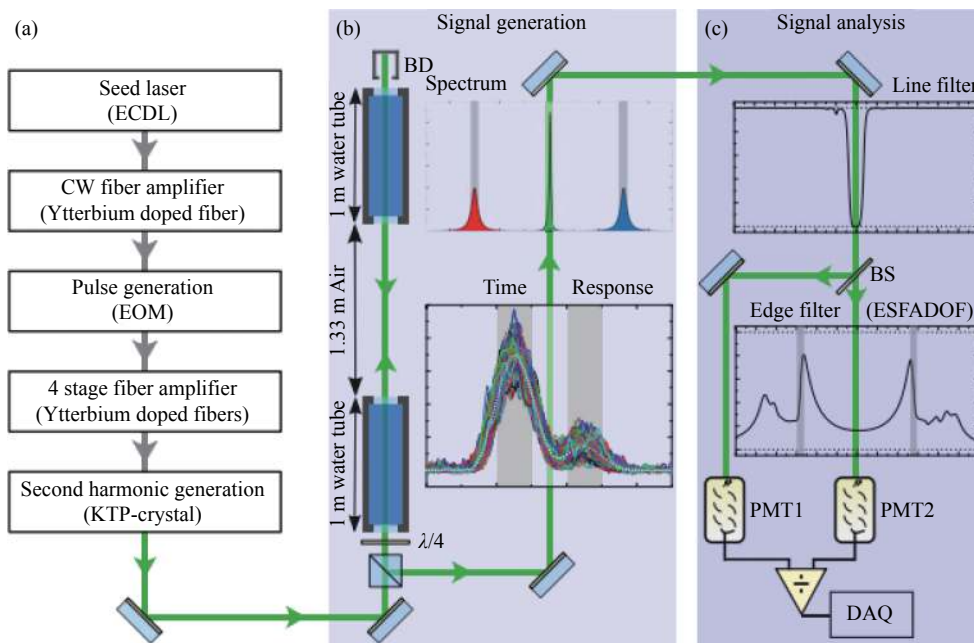 (a)
Seed laser
(ECDL)
CW fiber amplifier
(Ytterbium doped fiber)
Pulse generation
(EOM)
4 stage fiber amplifier
(Ytterbium doped fibers)
Second harmonic generation
(KTP-crystal)
(b)
Signal generation
BD
Spectrum
1 m water tube
1.33 m Air
Time
Response
1 m water tube
λ/4
(c)
Signal analysis
Line filter
BS
Edge filter
(ESFADOF)
PMT1
PMT2
÷
DAQ